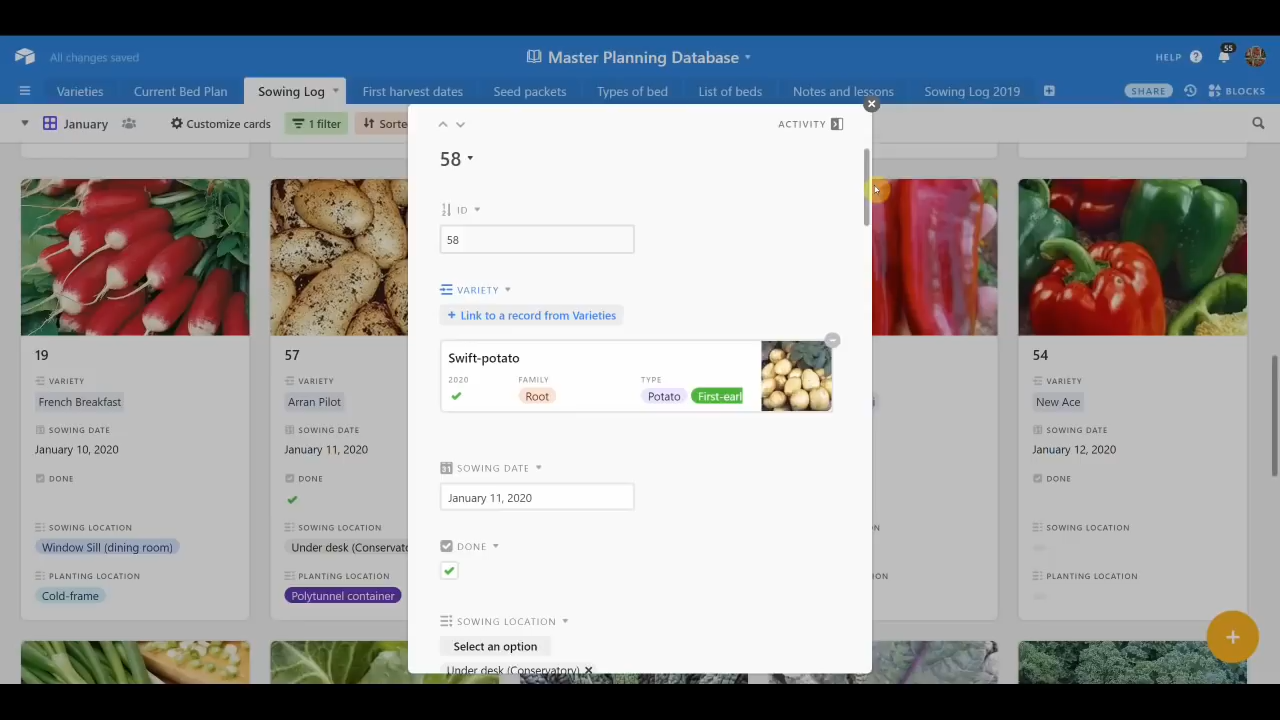 All changes saved
Master Planning Database
HELP
55
Varieties
Current Bed Plan
Sowing Log
First harvest dates
Seed packets
Types of bed
List of beds
Notes and lessons
Sowing Log 2019
SHARE
BLOCKS
January
Customize cards
1 filter
Sorte
ACTIVITY
58
ID
58
VARIETY
+ Link to a record from Varieties
Swift-potato
2020
FAMILY
TYPE
Root
Potato
First-earl
SOWING DATE
31
January 11, 2020
DONE
SOWING LOCATION
Select an option
Under desk (Conservatory)
19
VARIETY
French Breakfast
SOWING DATE
January 10, 2020
DONE
SOWING LOCATION
Window Sill (dining room)
PLANTING LOCATION
Cold-frame
57
VARIETY
Arran Pilot
SOWING DATE
January 11, 2020
DONE
SOWING LOCATION
Under desk (Conservato
PLANTING LOCATION
Polytunnel container
54
VARIETY
New Ace
SOWING DATE
January 12, 2020
DONE
SOWING LOCATION
PLANTING LOCATION